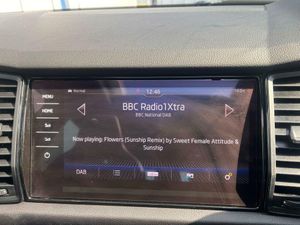 Normal
12:46
MENU
HOME
BBC Radio1Xtra
BBC National DAB
Now playing: Flowers (Sunship Remix) by Sweet Female Attitude &
Sunship
DAB